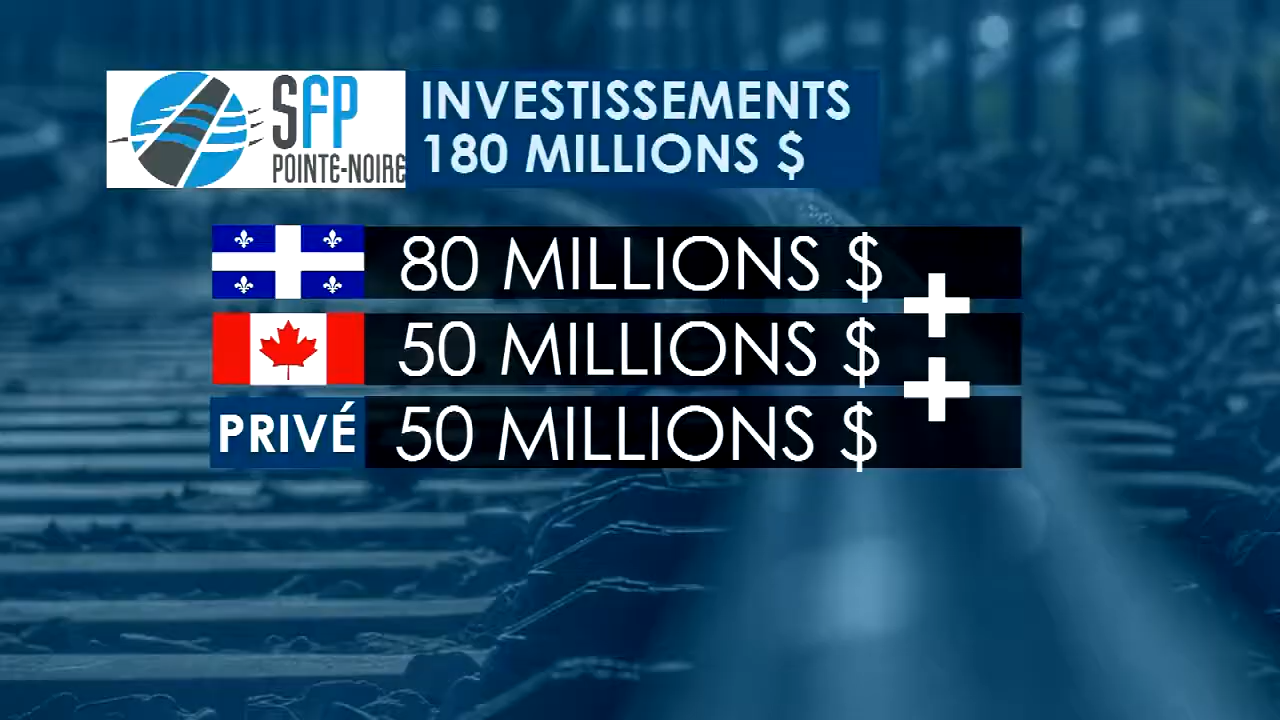 SFP
POINTE-NOIRE
INVESTISSEMENTS
180 MILLIONS $
80 MILLIONS $
+
50 MILLIONS $
+
PRIVÉ 50 MILLIONS $